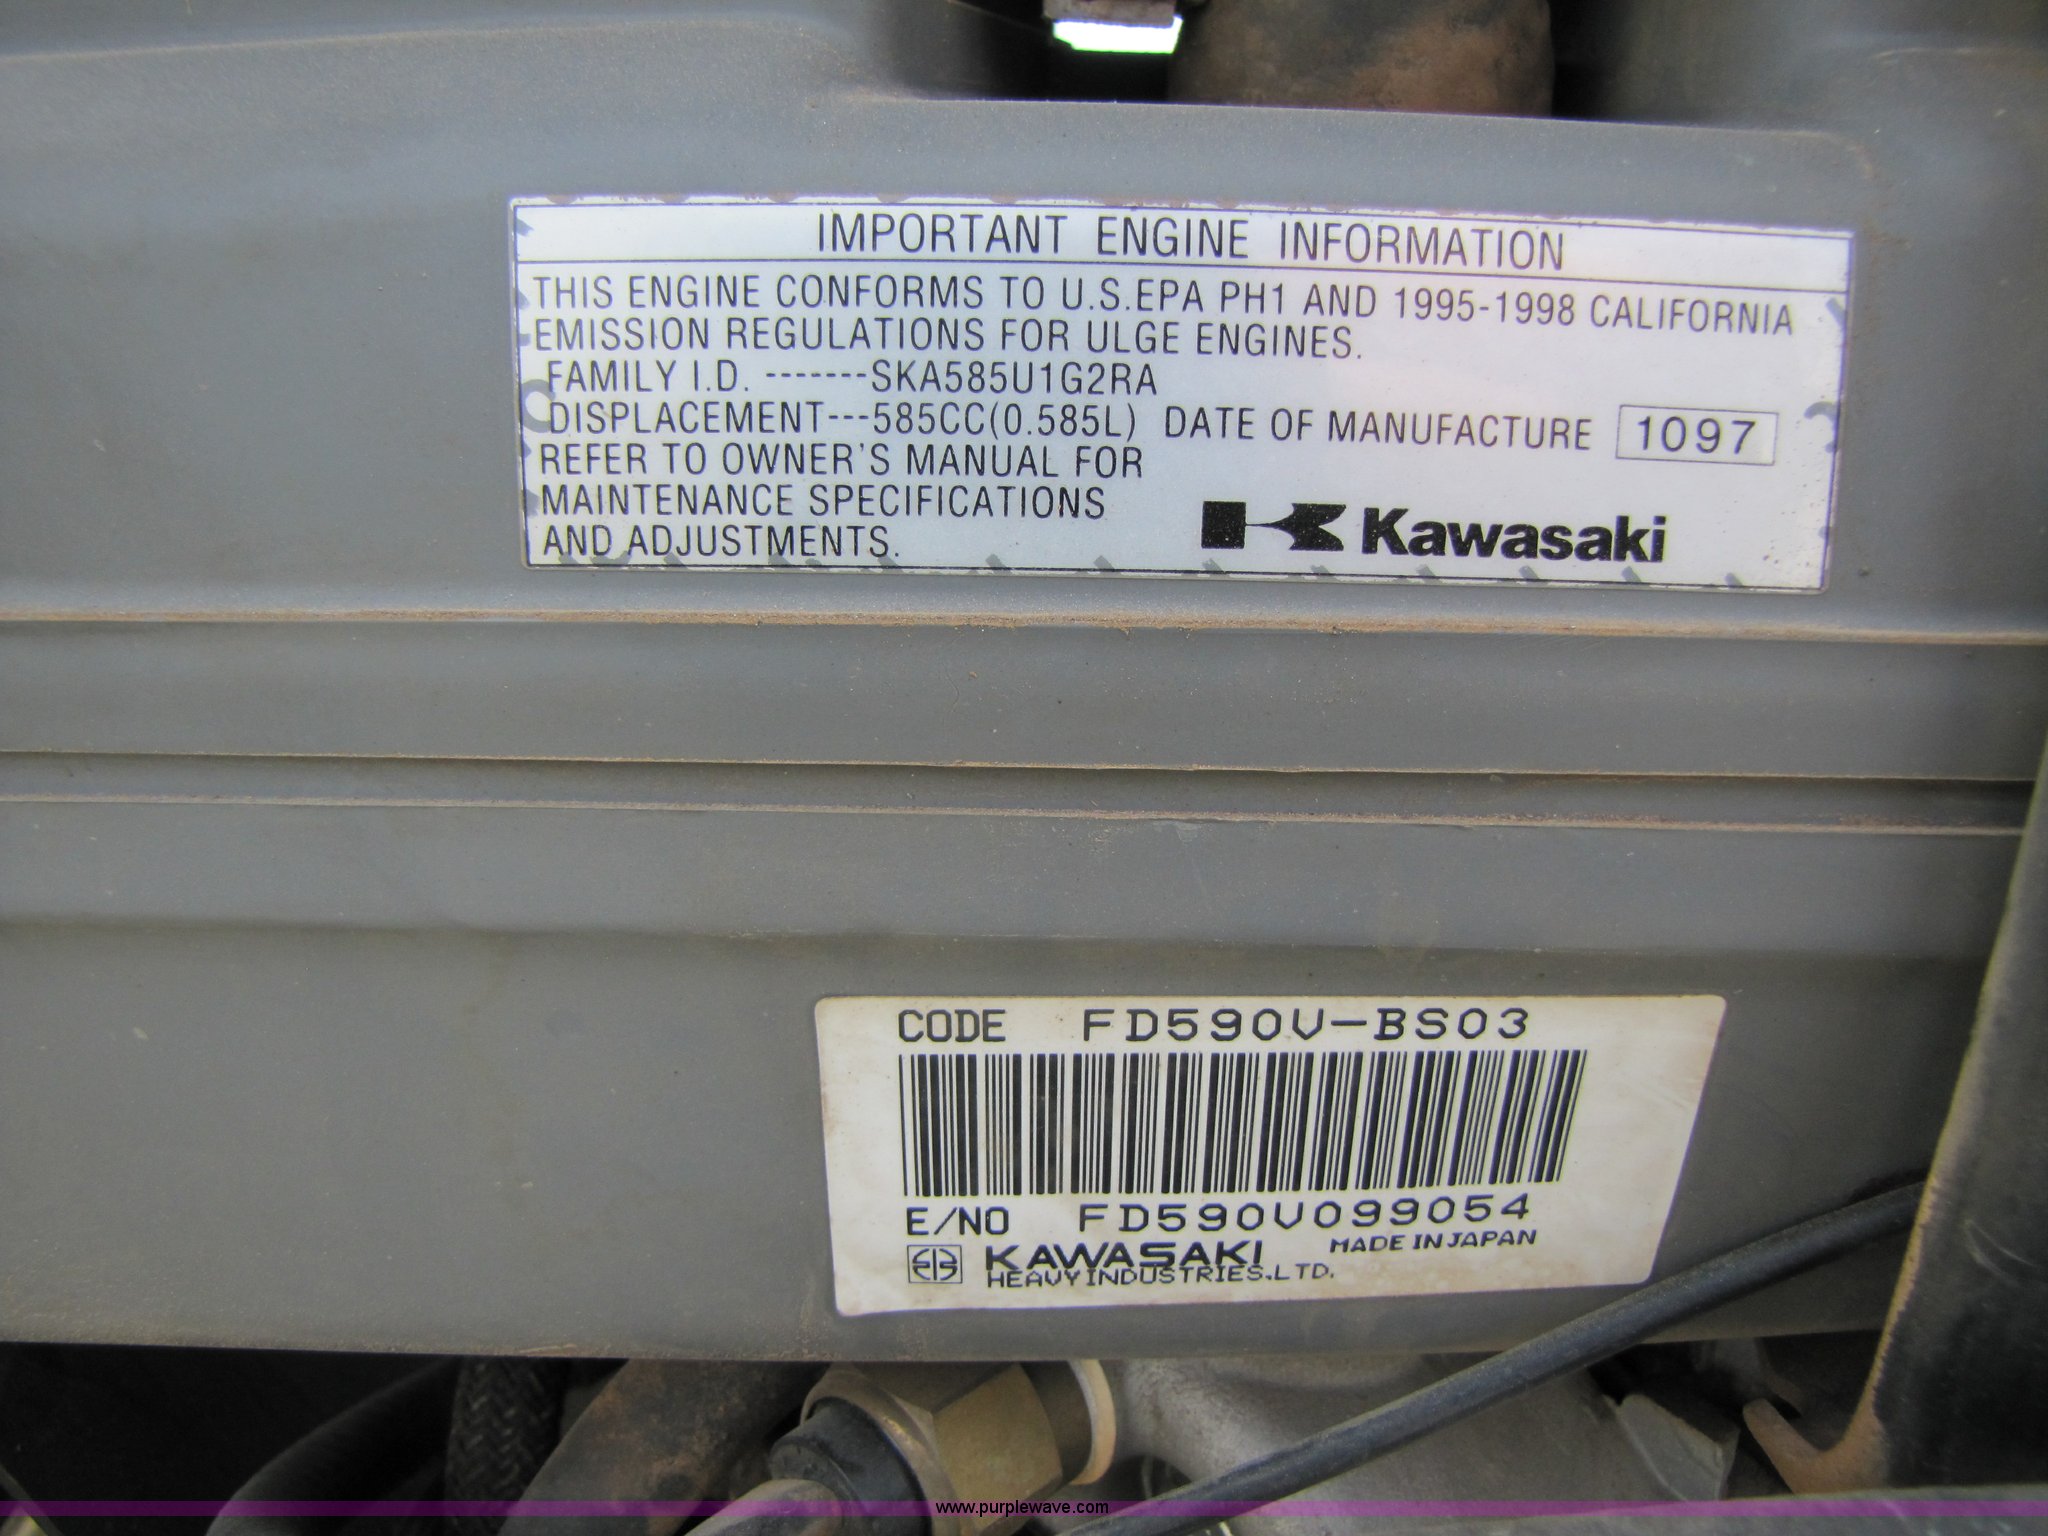 IMPORTANT ENGINE INFORMATION
THIS ENGINE CONFORMS TO U.S.EPA PH1 AND 1995-1998 CALIFORNIA
EMISSION REGULATIONS FOR ULGE ENGINES.
FAMILY I.D. -------SKA585U1G2RA
DISPLACEMENT---585CC(0.585L) DATE OF MANUFACTURE 1097
REFER TO OWNER'S MANUAL FOR
MAINTENANCE SPECIFICATIONS
AND ADJUSTMENTS.
Kawasaki
CODE FD590V-BS03
E/NO FD590V099054
KAWASAKI MADE IN JAPAN
HEAVY INDUSTRIES.LTD.
www.purplewave.com